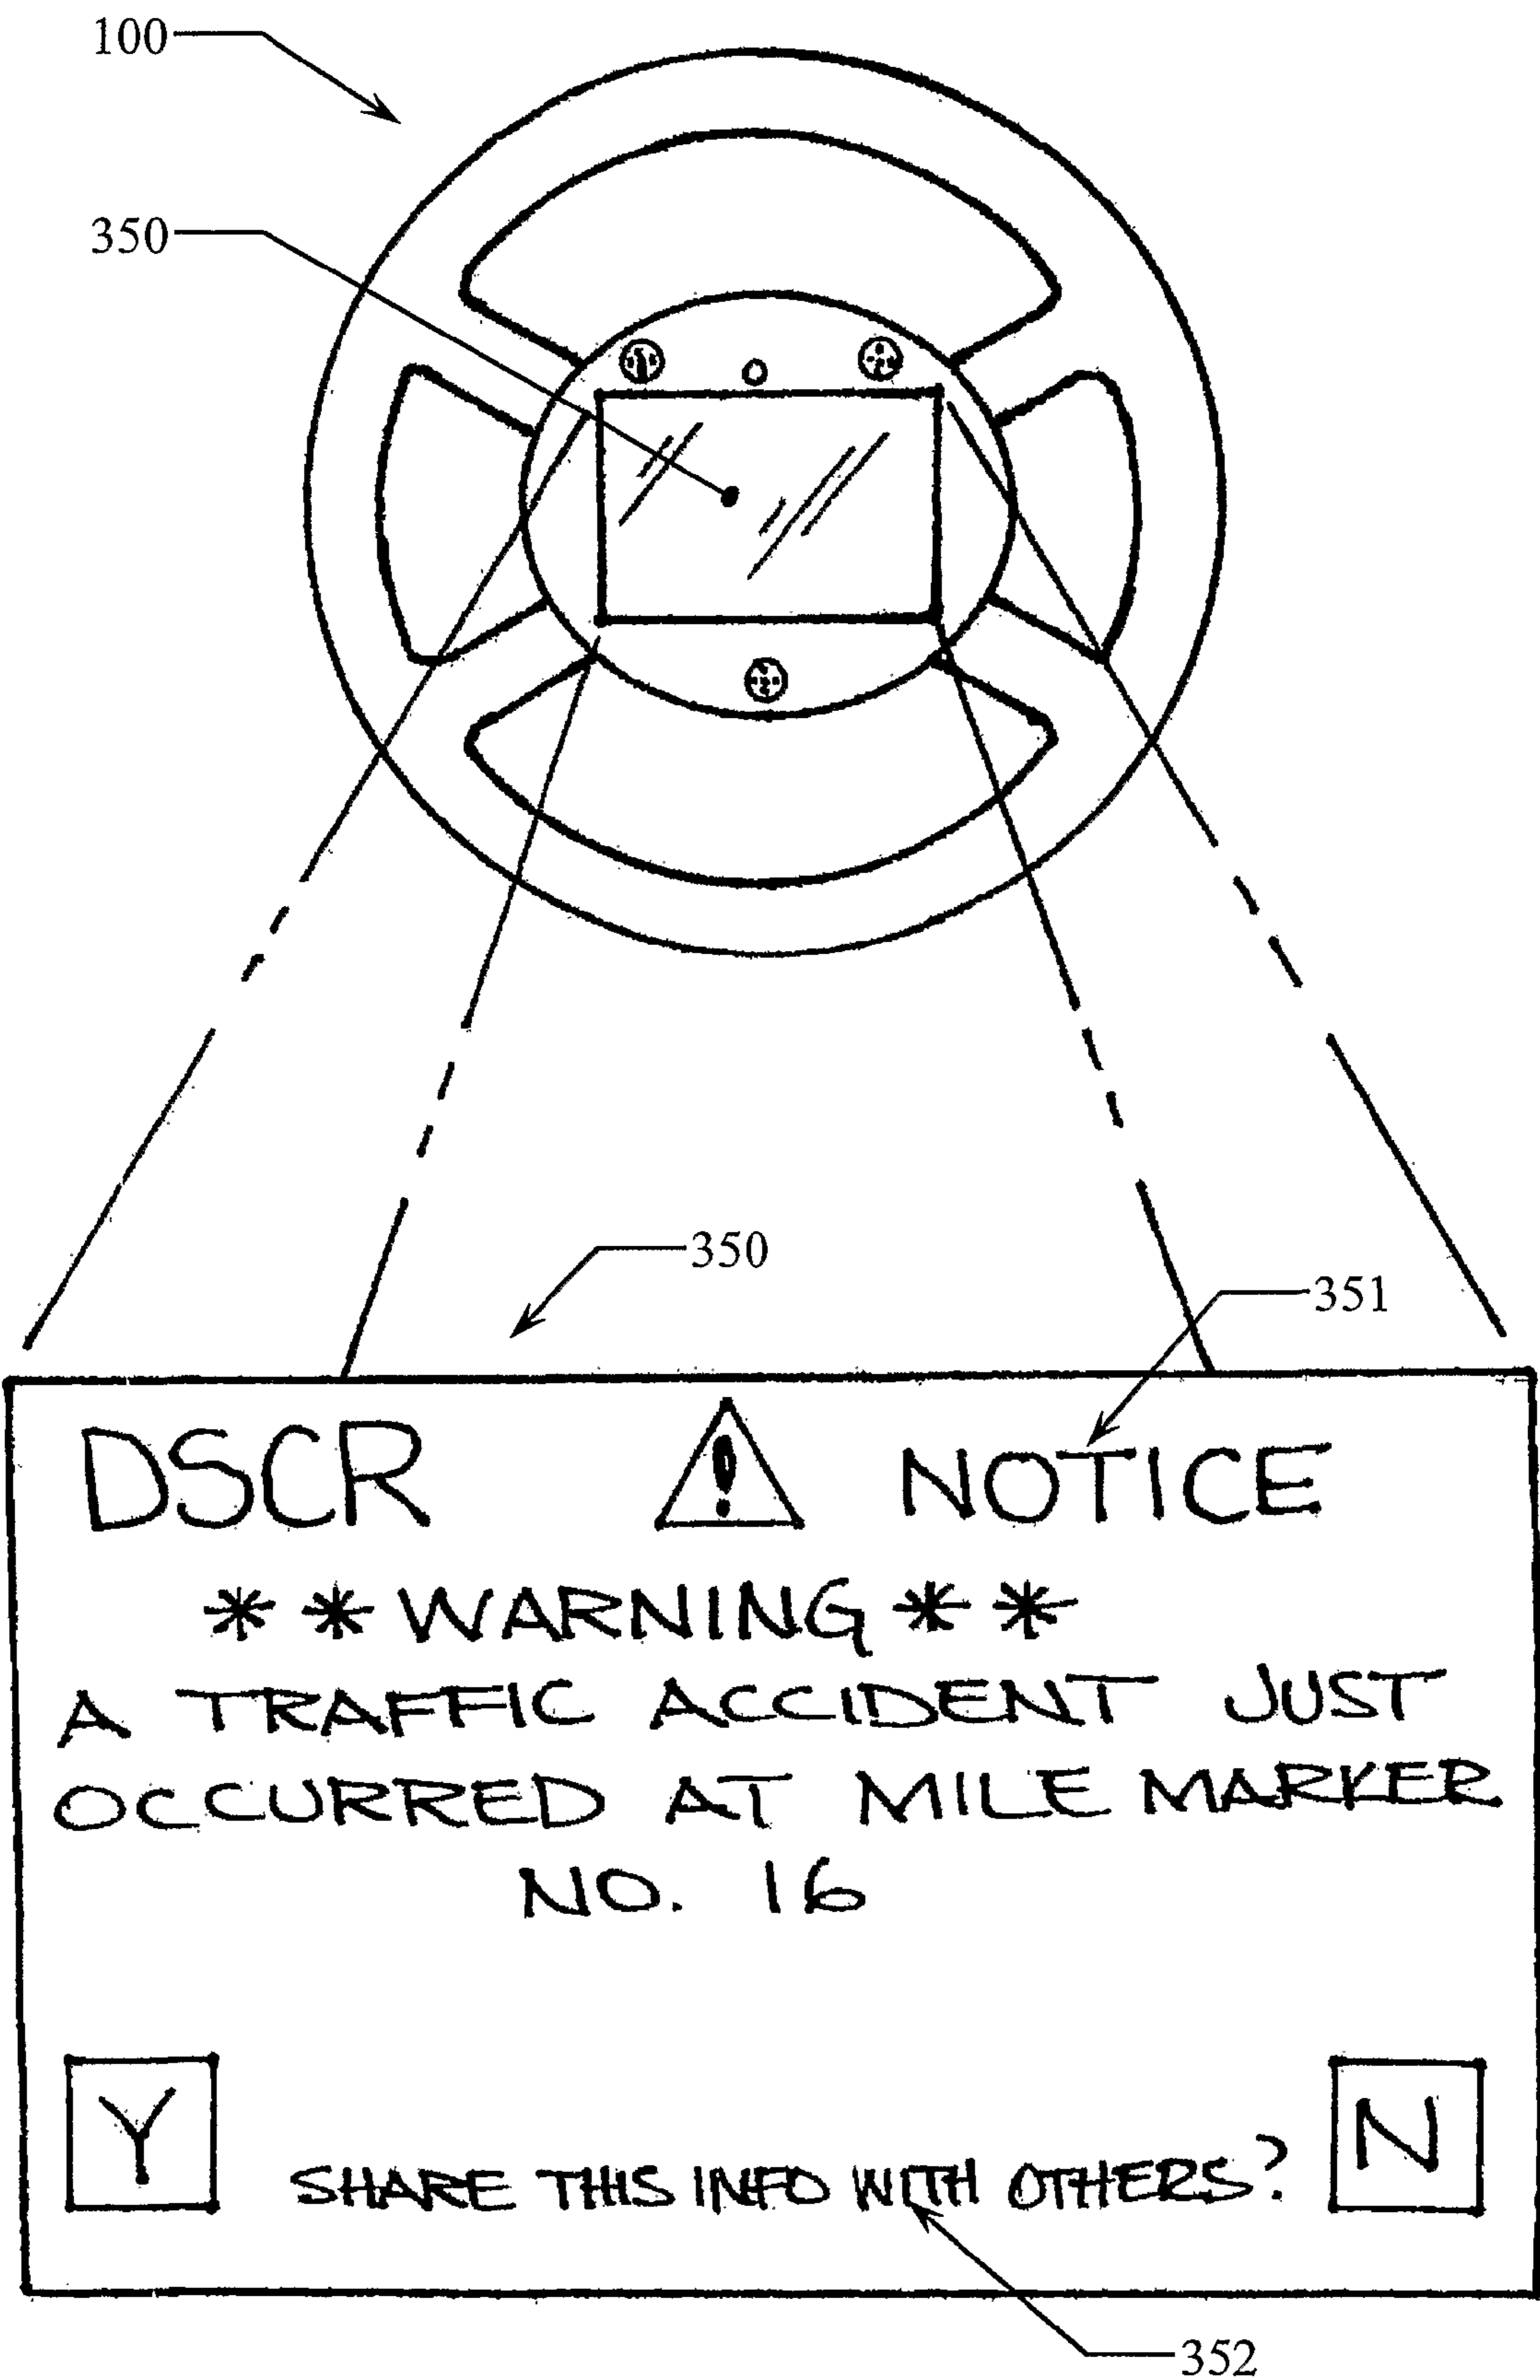 100
350
350
351
DSCR ! NOTICE
**WARNING**
A TRAFFIC ACCIDENT JUST
OCCURRED AT MILE MARKER
NO. 16
Y
N
SHARE THIS INFO WITH OTHERS?
352